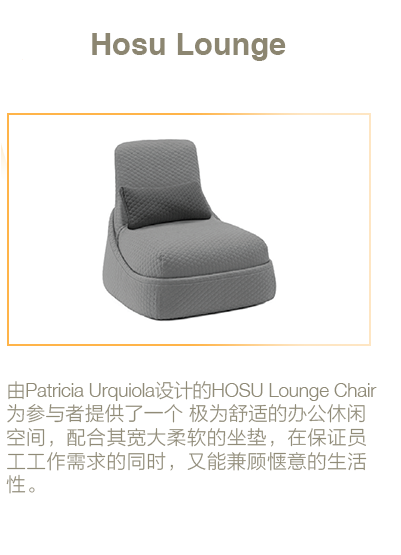 Hosu Lounge
由Patricia Urquiola设计的HOSU Lounge Chair
为参与者提供了一个 极为舒适的办公休闲
空间，配合其宽大柔软的坐垫，在保证员
工工作需求的同时，又能兼顾惬意的生活
性。